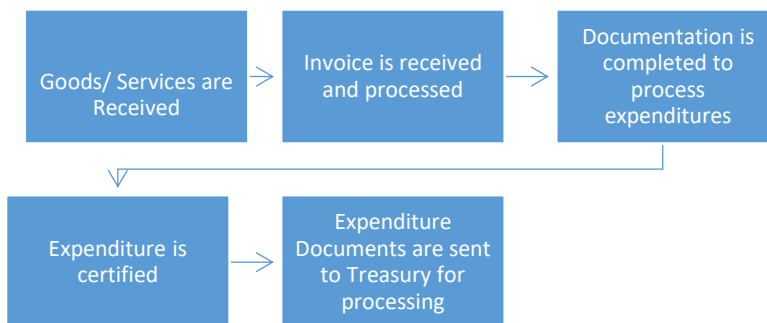 Goods/ Services are
Received
Invoice is received
and processed
Documentation is
completed to
process
expenditures
Expenditure is
certified
Expenditure
Documents are sent
to Treasury for
processing